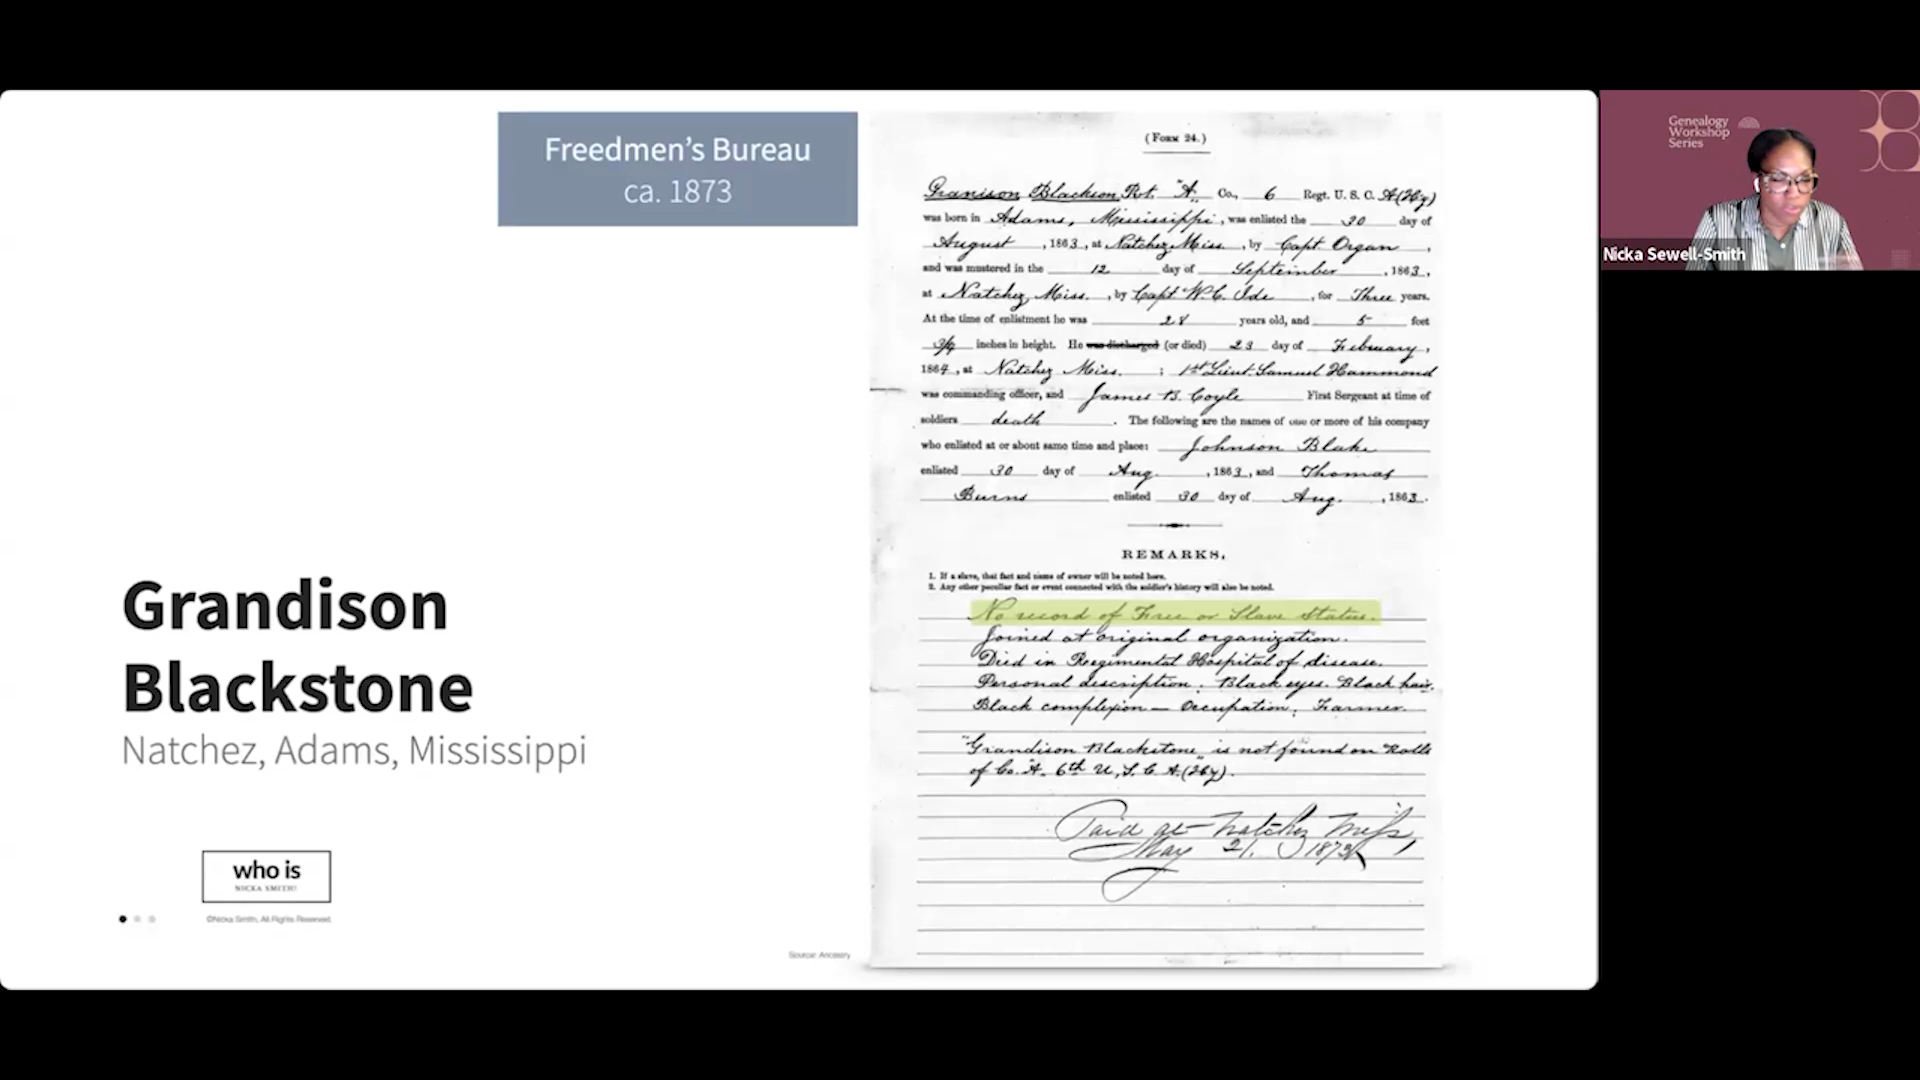 Freedmen’s Bureau
ca. 1873
Grandison
Blackstone
Natchez, Adams, Mississippi
who is
NICKA SMITH?
©Nicka Smith, All Rights Reserved
Source: Ancestry
(Form 24.)
Granison Blackson Pvt. "A" Co., 6 Regt. U. S. C. A (Hy)
was born in Adams, Mississippi, was enlisted the 30 day of
August, 1863, at Natchez Miss., by Capt. Organ,
and was mustered in the 12 day of September, 1863,
at Natchez, Miss., by Capt W. C. Ide, for Three years.
At the time of enlistment he was 28 years old, and 5 feet
3/4 inches in height. He was discharged (or died) 23 day of February,
1864, at Natchez Miss. ; 1st Lieut. Samuel Hammond
was commanding officer, and James B. Coyle First Sergeant at time of
soldiers death. The following are the names of one or more of his company
who enlisted at or about same time and place: Johnson Blake
enlisted 30 day of Aug., 1863, and Thomas
Burns enlisted 30 day of Aug., 1863.
REMARKS.
1. If a slave, that fact and name of owner will be noted here.
2. Any other peculiar fact or event connected with the soldier's history will also be noted.
No record of Free or Slave Status.
Joined at original organization.
Died in Regimental Hospital of disease.
Personal description: Black eyes. Black hair.
Black complexion — Occupation: Farmer.
"Grandison Blackstone" is not found on Rolls
of Co. "A" 6th U. S. C. A. (Hy).
Paid at Natchez Miss,
May 21. 1873
Genealogy
Workshop
Series
Nicka Sewell-Smith